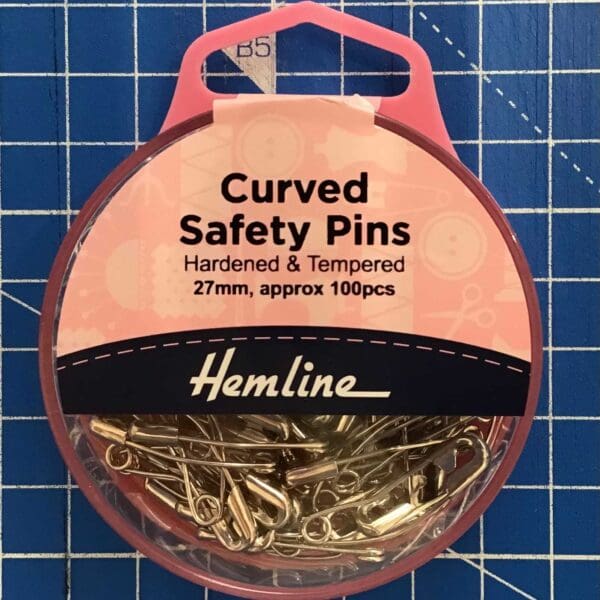 B5
Curved
Safety Pins
Hardened & Tempered
27mm, approx 100pcs
Hemline